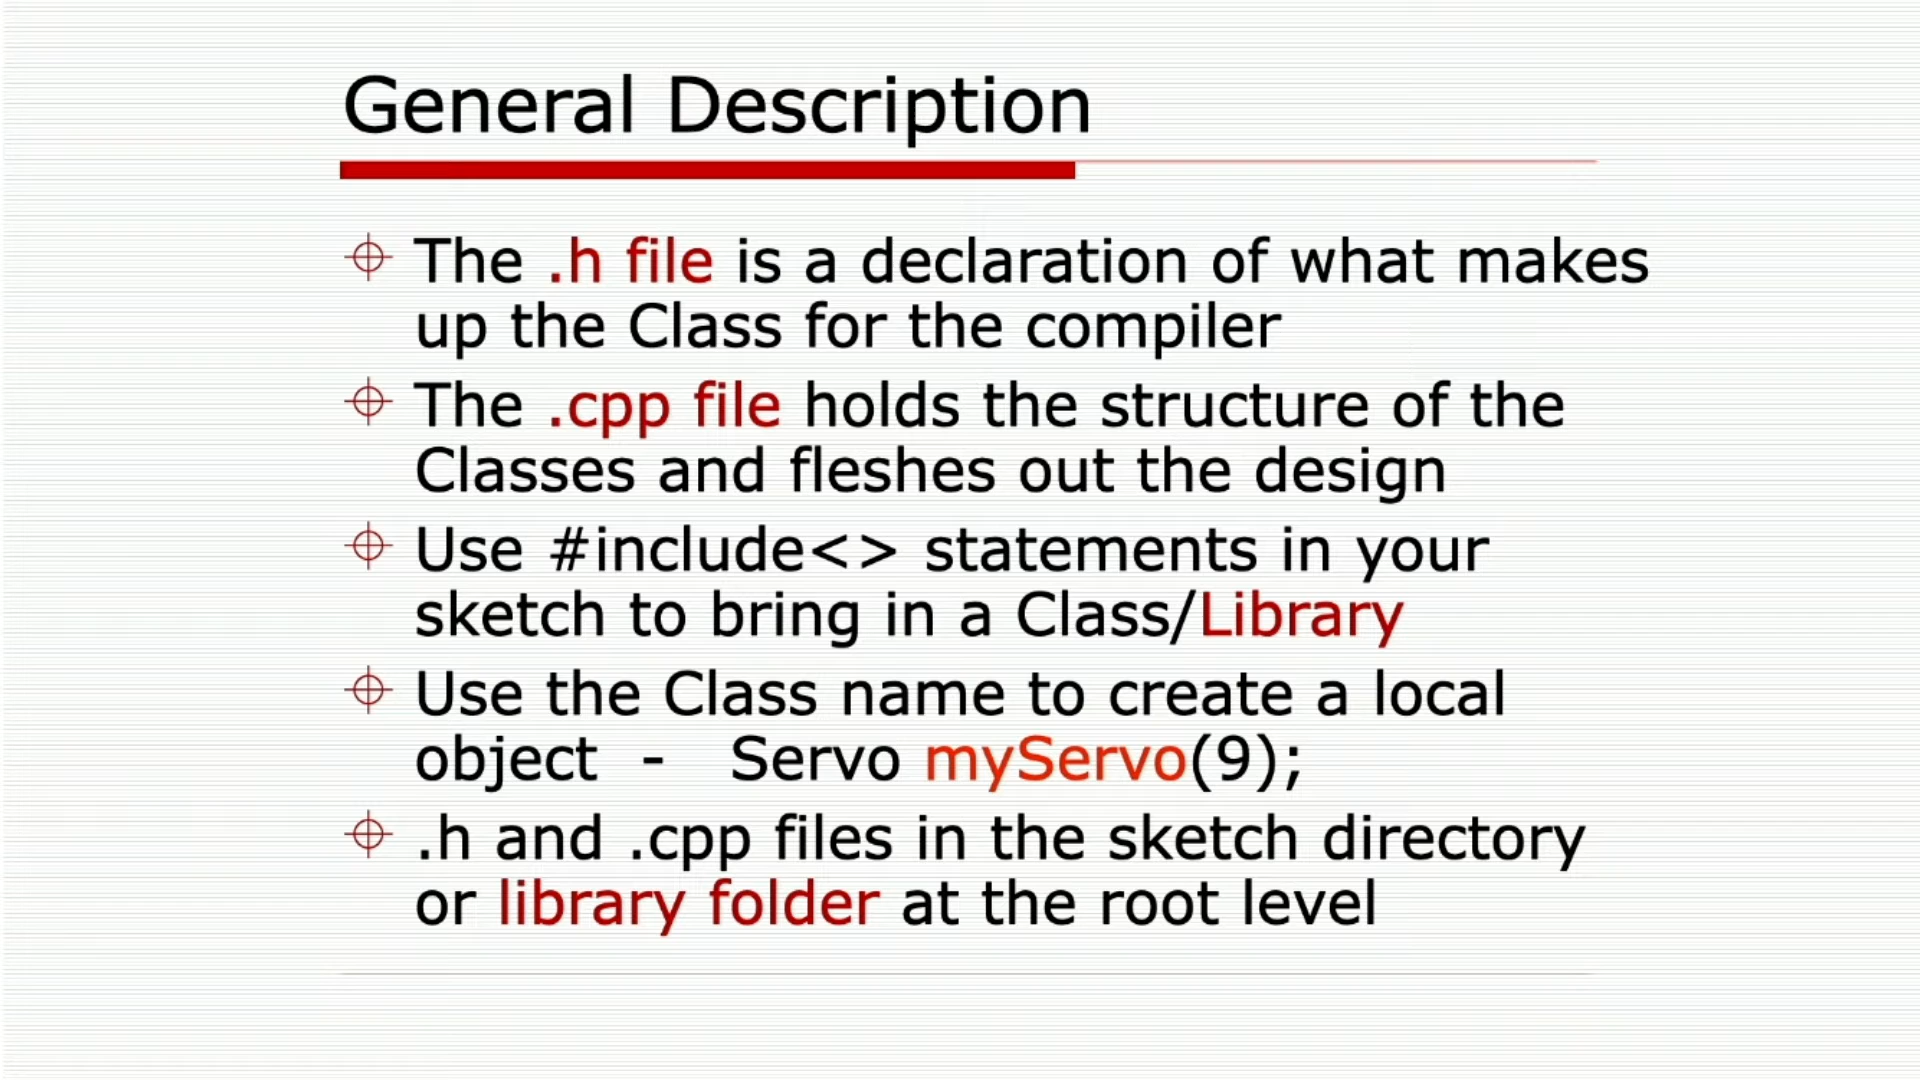 General Description
The .h file is a declaration of what makes
up the Class for the compiler
The .cpp file holds the structure of the
Classes and fleshes out the design
Use #include<> statements in your
sketch to bring in a Class/Library
Use the Class name to create a local
object - Servo myServo(9);
.h and .cpp files in the sketch directory
or library folder at the root level